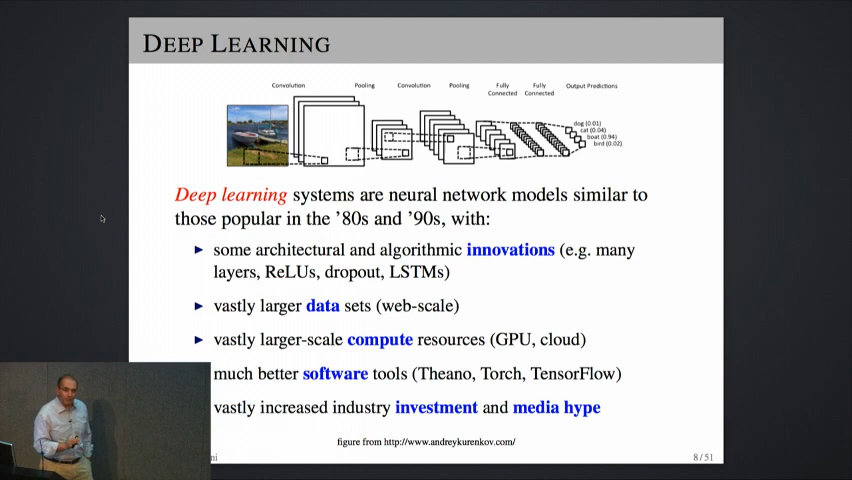 DEEP LEARNING
Convolution Pooling Convolution Pooling Fully Connected Fully Connected Output Predictions
dog (0.01)
cat (0.04)
boat (0.94)
bird (0.02)
Deep learning systems are neural network models similar to
those popular in the ’80s and ’90s, with:
some architectural and algorithmic innovations (e.g. many
layers, ReLUs, dropout, LSTMs)
vastly larger data sets (web-scale)
vastly larger-scale compute resources (GPU, cloud)
much better software tools (Theano, Torch, TensorFlow)
vastly increased industry investment and media hype
figure from http://www.andreykurenkov.com/
ni 8 / 51